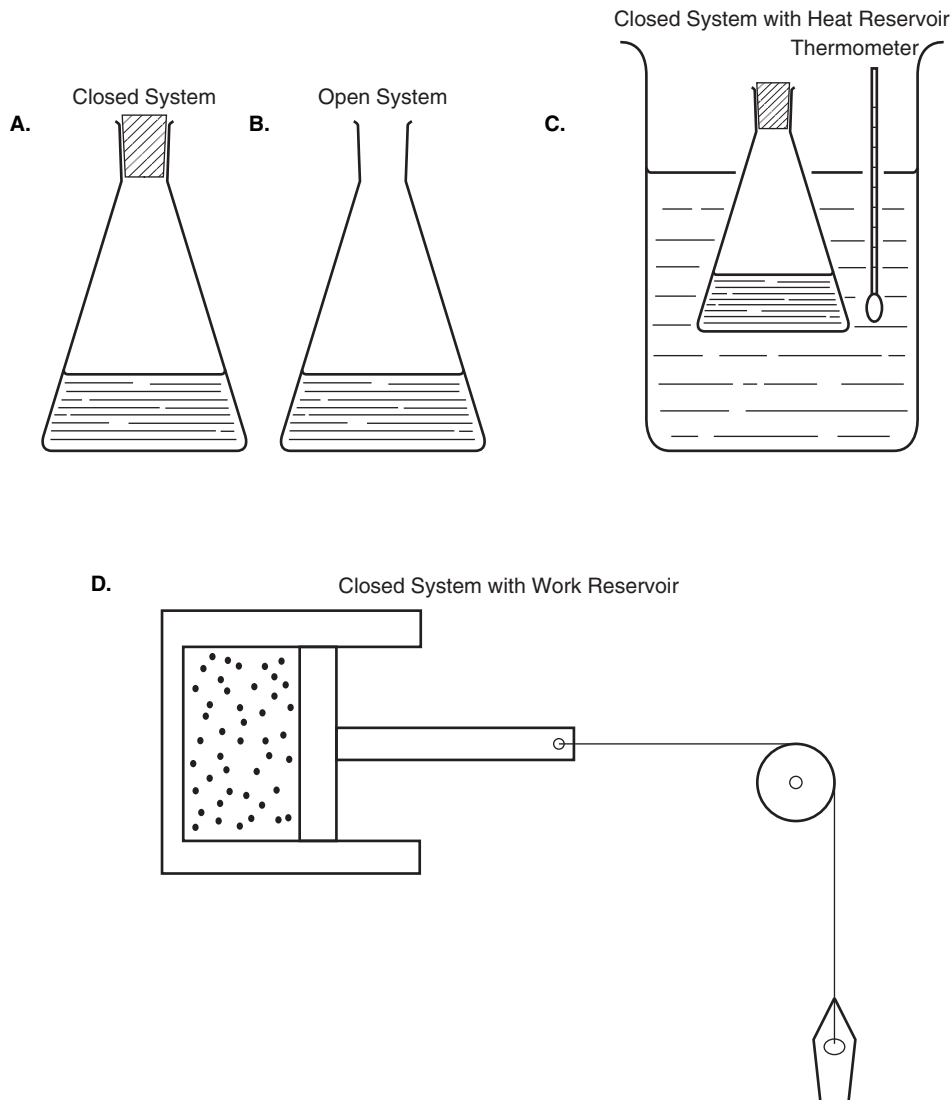 Closed System with Heat Reservoir
Thermometer
Closed System
Open System
A.
B.
C.
D.
Closed System with Work Reservoir